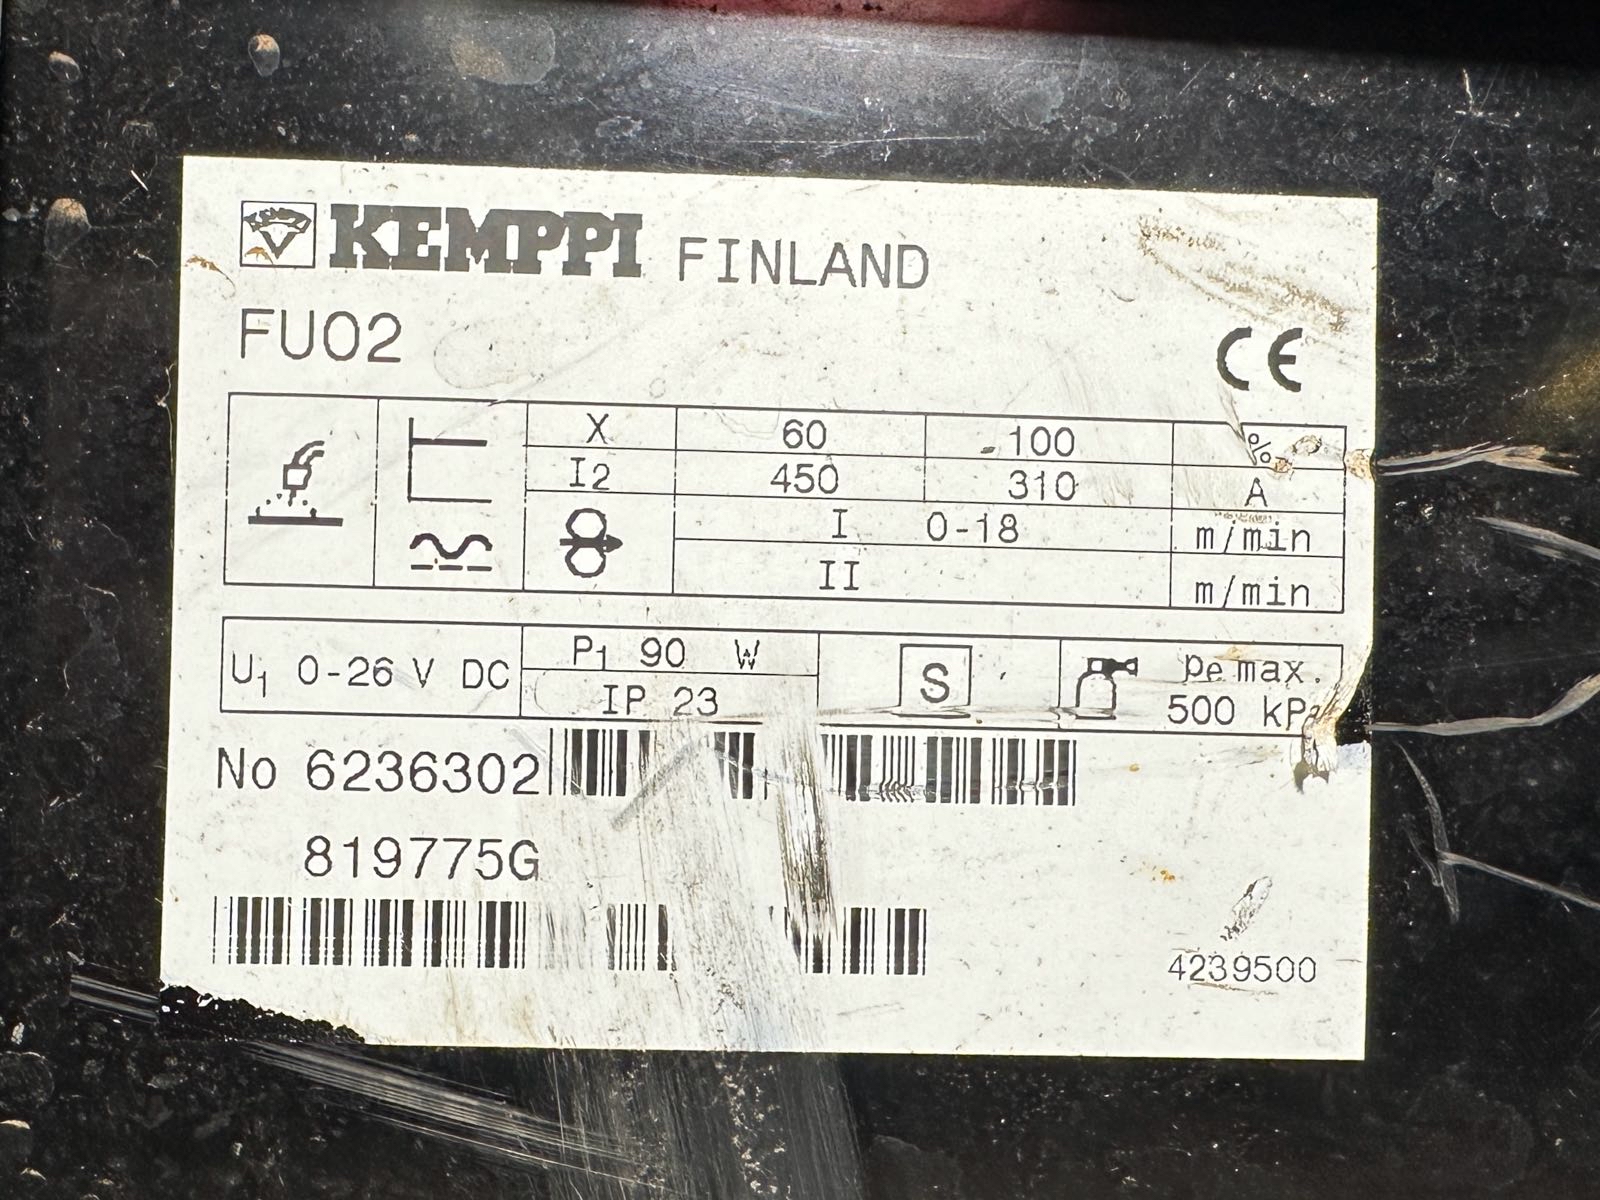 KEMPPI FINLAND
FU02
CE
X 60 100 %
I2 450 310 A
I 0-18 m/min
II m/min
U1 0-26 V DC
P1 90 W
IP 23
S
pe max.
500 kPa
No 6236302
819775G
4239500